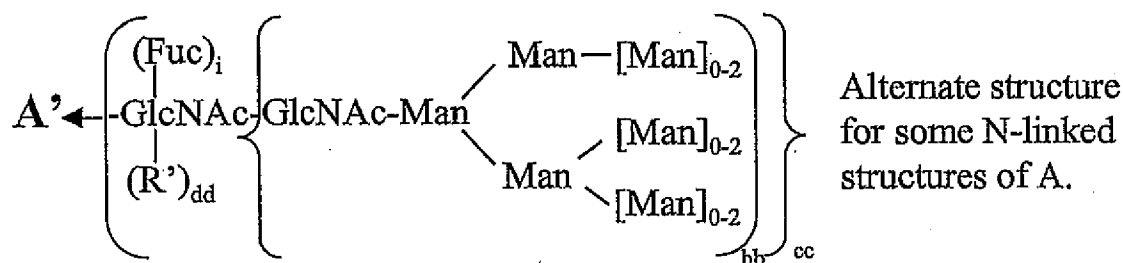 (Fuc)i
Man—[Man]0-2
A'◄-GlcNAc-GlcNAc-Man
[Man]0-2
(R')dd
Man
[Man]0-2
bb
cc
Alternate structure
for some N-linked
structures of A.